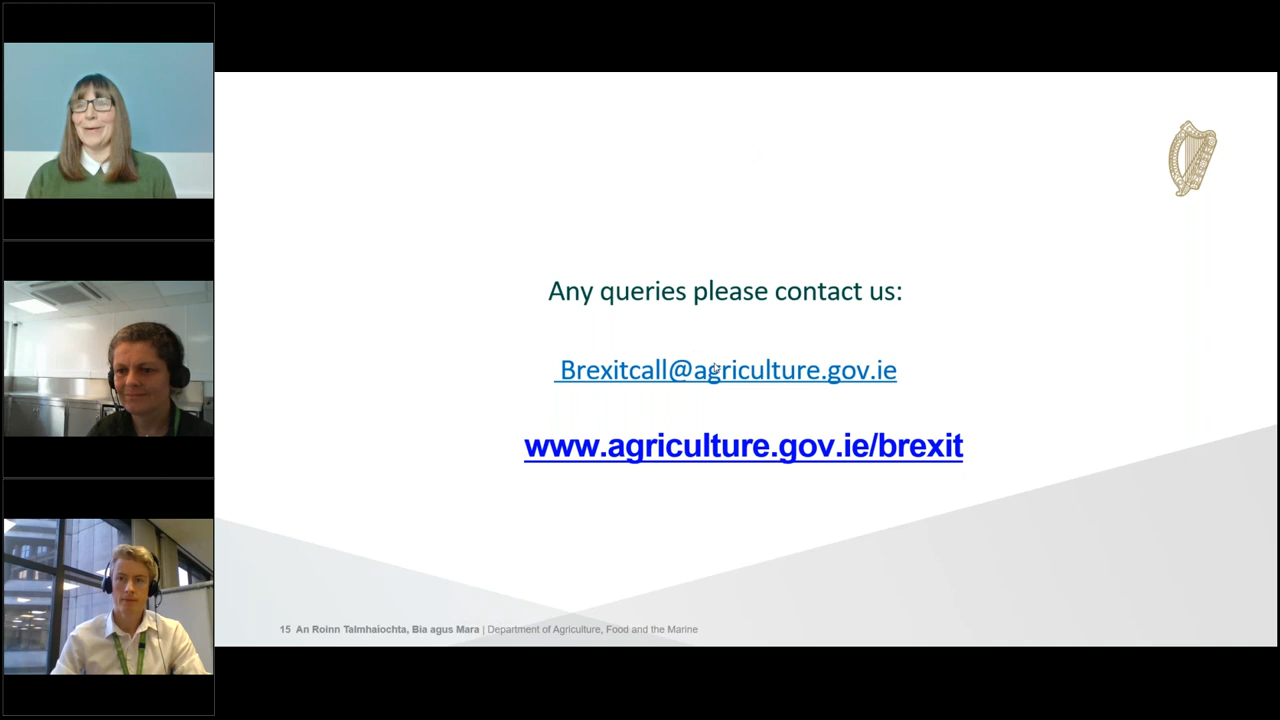 Any queries please contact us:
Brexitcall@agriculture.gov.ie
www.agriculture.gov.ie/brexit
15 An Roinn Talmhaíochta, Bia agus Mara | Department of Agriculture, Food and the Marine